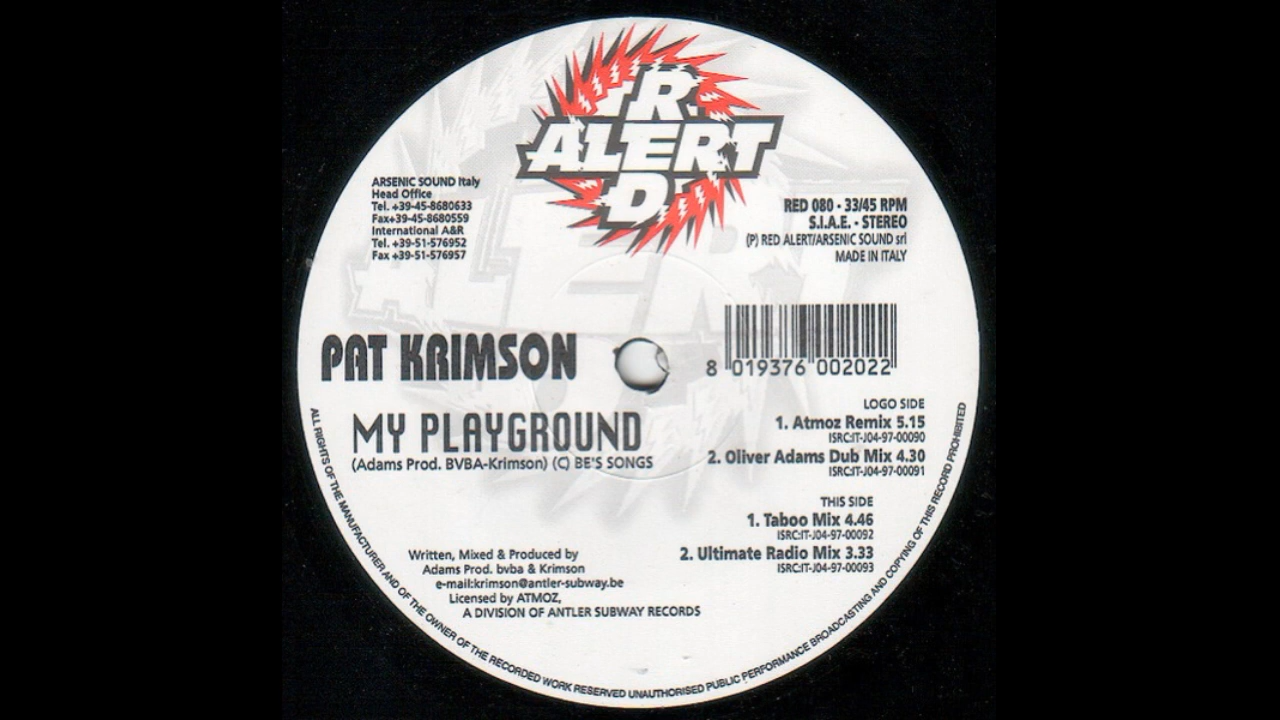 RED
ALERT
ARSENIC SOUND Italy
Head Office
Tel. +39-45-8680633
Fax+39-45-8680559
International A&R
Tel. +39-51-576952
Fax +39-51-576957
RED 080 - 33/45 RPM
S.I.A.E. - STEREO
(P) RED ALERT/ARSENIC SOUND srl
MADE IN ITALY
8 019376 002022
PAT KRIMSON
MY PLAYGROUND
(Adams Prod. BVBA-Krimson) (C) BE'S SONGS
LOGO SIDE
1. Atmoz Remix 5.15
ISRC:IT-J04-97-00090
2. Oliver Adams Dub Mix 4.30
ISRC:IT-J04-97-00091
THIS SIDE
1. Taboo Mix 4.46
ISRC:IT-J04-97-00092
2. Ultimate Radio Mix 3.33
ISRC:IT-J04-97-00093
Written, Mixed & Produced by
Adams Prod. bvba & Krimson
e-mail:krimson@antler-subway.be
Licensed by ATMOZ,
A DIVISION OF ANTLER SUBWAY RECORDS
ALL RIGHTS OF THE MANUFACTURER AND OF THE OWNER OF THE RECORDED WORK RESERVED UNAUTHORISED PUBLIC PERFORMANCE BROADCASTING AND COPYING OF THIS RECORD PROHIBITED